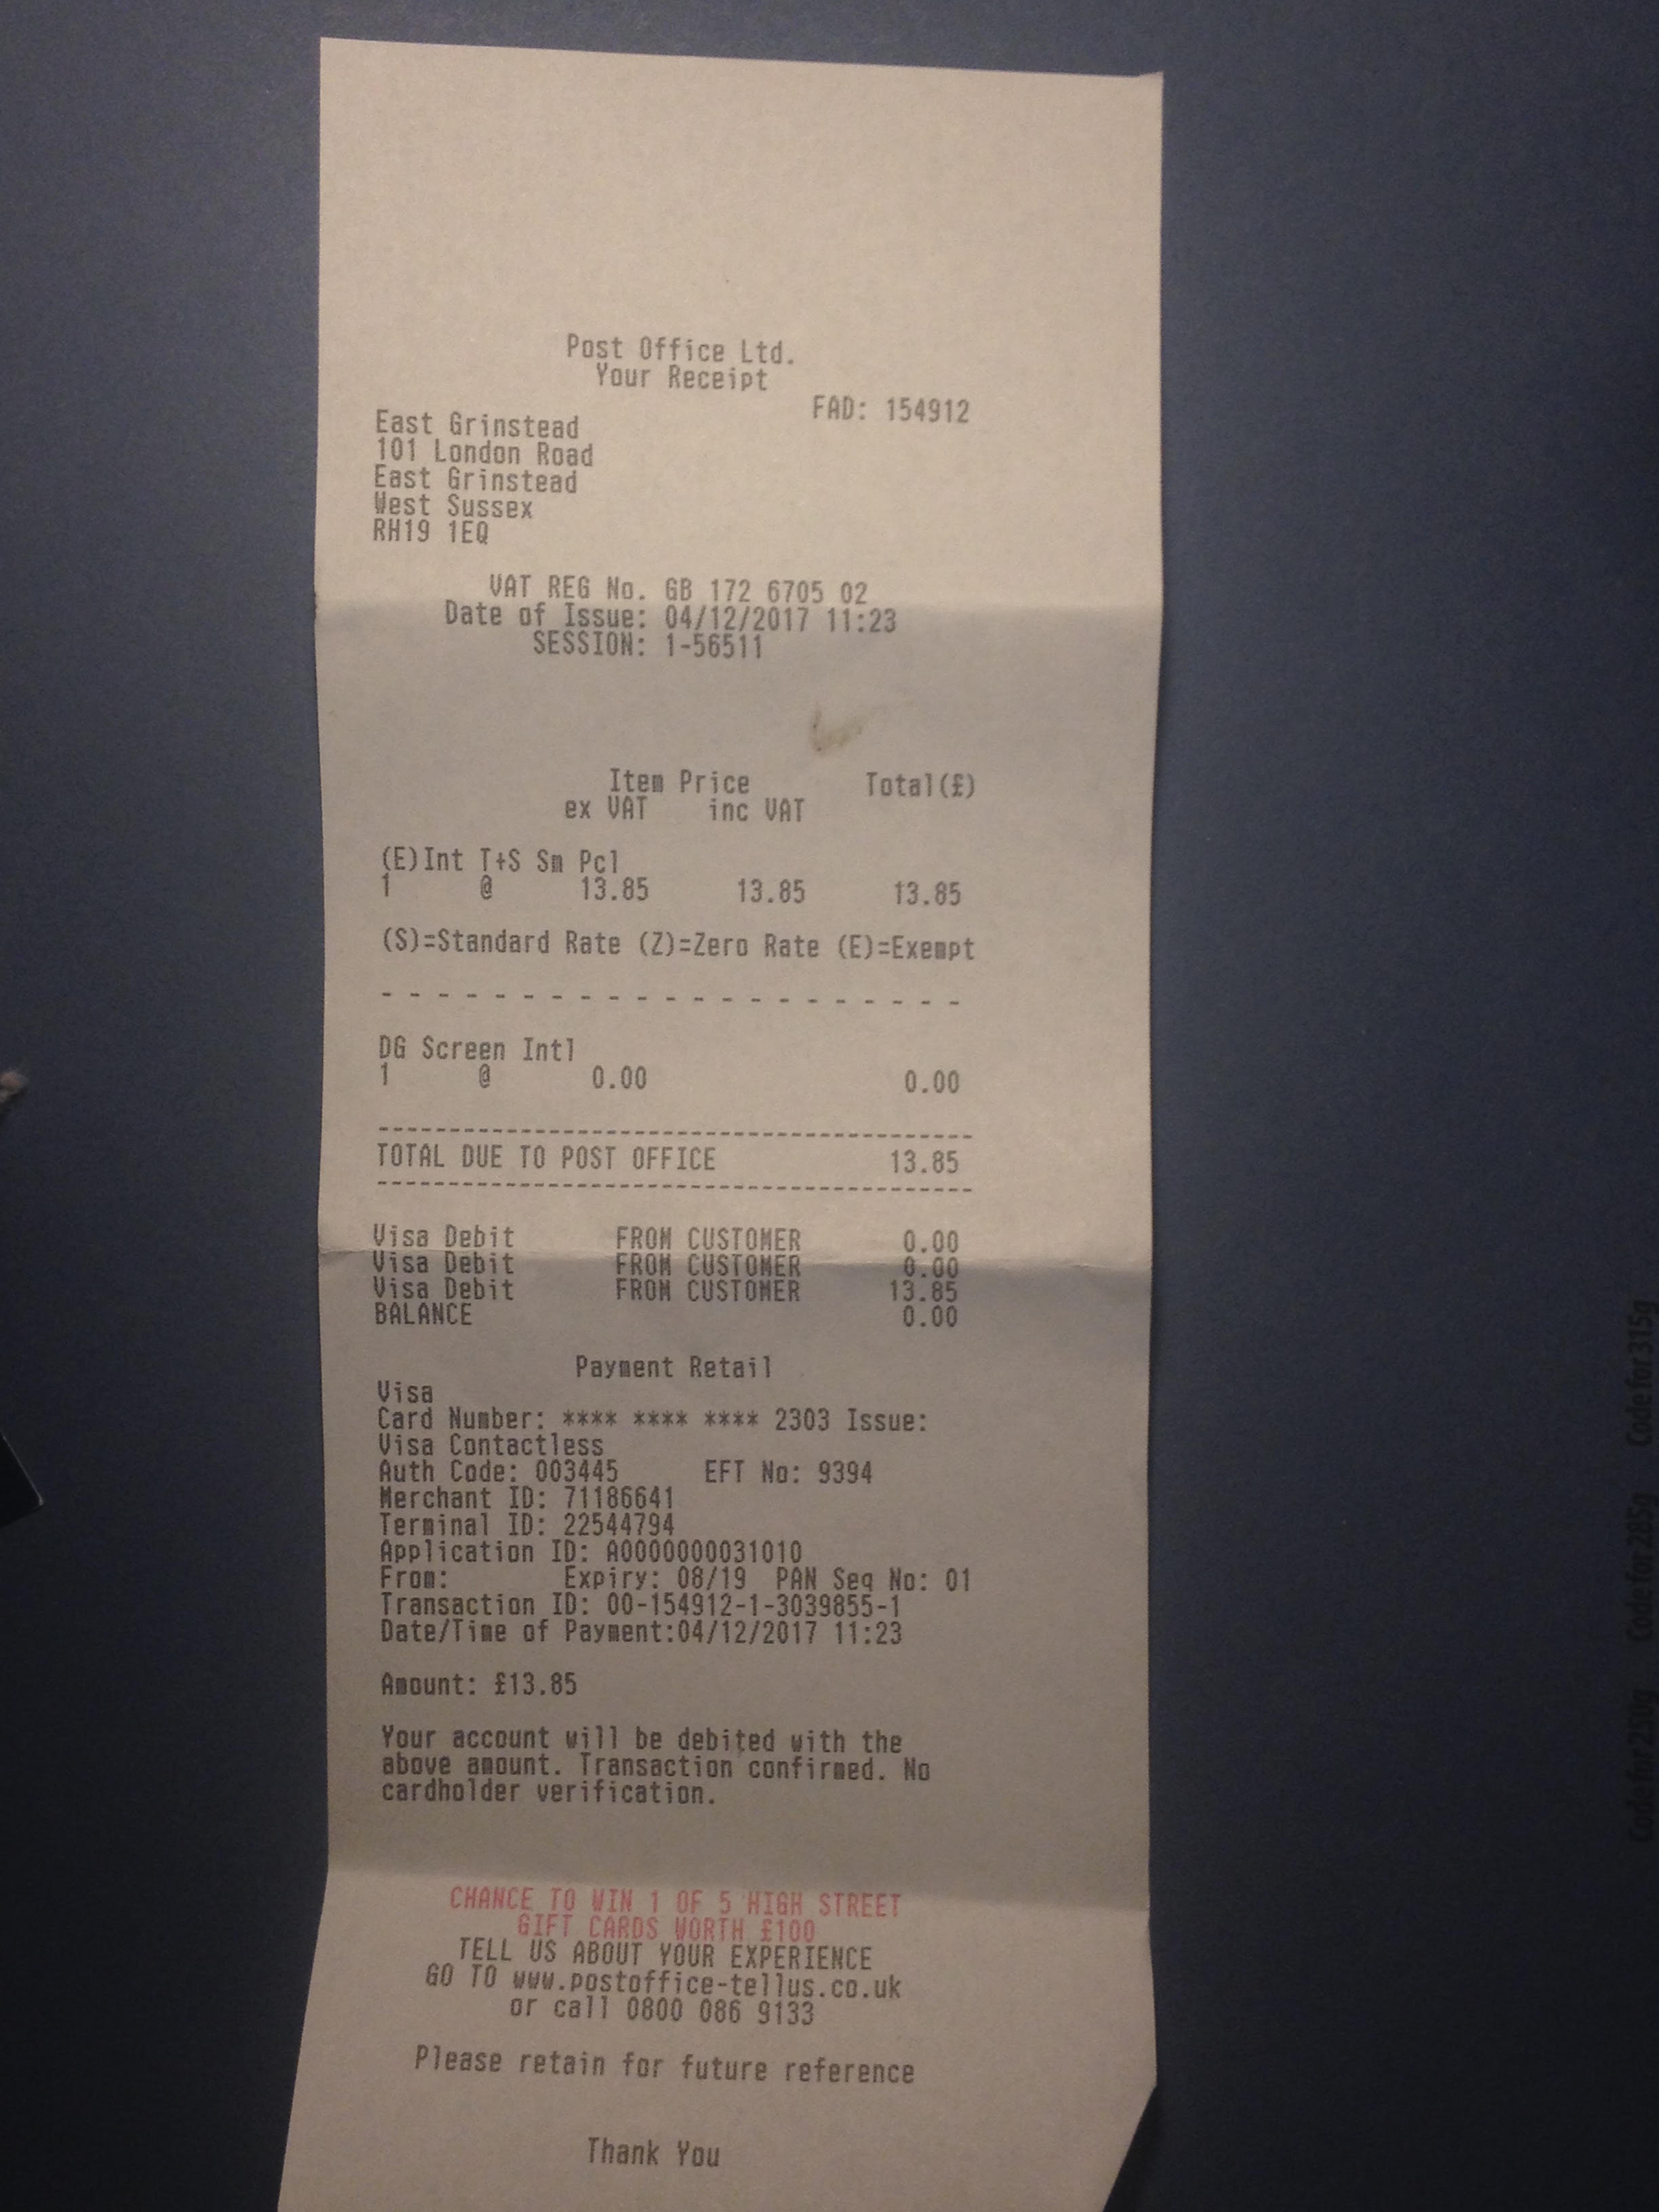 Post Office Ltd.
Your Receipt
FAD: 154912
East Grinstead
101 London Road
East Grinstead
West Sussex
RH19 1EQ
VAT REG No. GB 172 6705 02
Date of Issue: 04/12/2017 11:23
SESSION: 1-56511
Item Price Total(£)
ex VAT inc VAT
(E)Int T+S Sm Pcl
1 @ 13.85 13.85 13.85
(S)=Standard Rate (Z)=Zero Rate (E)=Exempt
- - - - - - - - - - - - - - - - - - - - -
DG Screen Intl
1 @ 0.00 0.00
------------------------------------------
TOTAL DUE TO POST OFFICE 13.85
------------------------------------------
Visa Debit FROM CUSTOMER 0.00
Visa Debit FROM CUSTOMER 0.00
Visa Debit FROM CUSTOMER 13.85
BALANCE 0.00
Payment Retail
Visa
Card Number: **** **** **** 2303 Issue:
Visa Contactless
Auth Code: 003445 EFT No: 9394
Merchant ID: 71186641
Terminal ID: 22544794
Application ID: A0000000031010
From: Expiry: 08/19 PAN Seq No: 01
Transaction ID: 00-154912-1-3039855-1
Date/Time of Payment:04/12/2017 11:23
Amount: £13.85
Your account will be debited with the
above amount. Transaction confirmed. No
cardholder verification.
CHANCE TO WIN 1 OF 5 HIGH STREET
GIFT CARDS WORTH £100
TELL US ABOUT YOUR EXPERIENCE
GO TO www.postoffice-tellus.co.uk
or call 0800 086 9133
Please retain for future reference
Thank You
Code for 250g Code for 285g Code for 315g